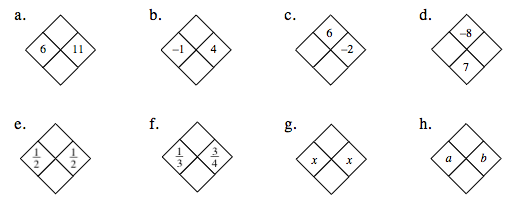 a. b. c. d.
6 11 −1 4 6 −2 −8 7
e. f. g. h.
1/2 1/2 1/3 3/4 x x a b